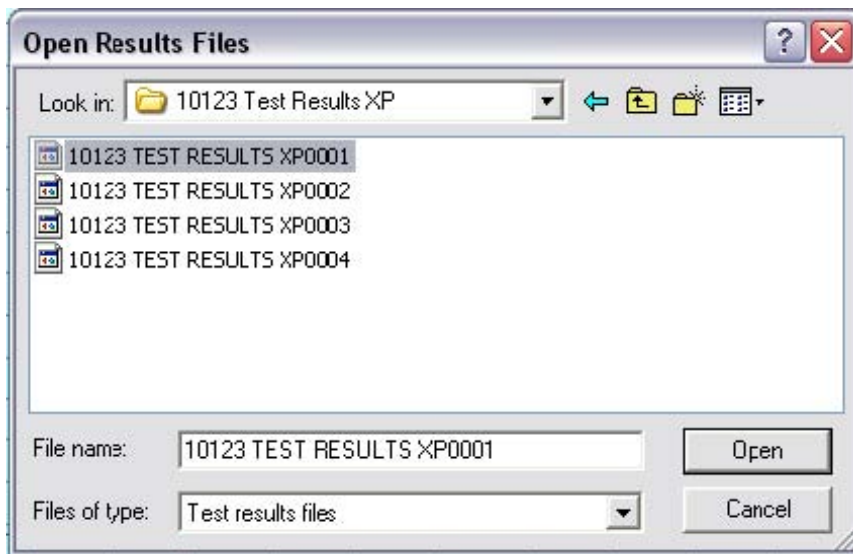 Open Results Files
?
Look in: 10123 Test Results XP
10123 TEST RESULTS XP0001
10123 TEST RESULTS XP0002
10123 TEST RESULTS XP0003
10123 TEST RESULTS XP0004
File name: 10123 TEST RESULTS XP0001 Open
Files of type: Test results files Cancel